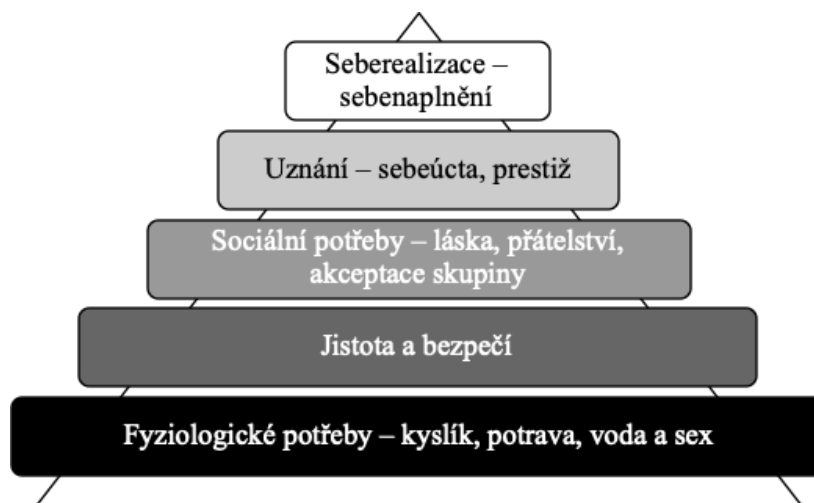 Seberealizace –
sebenaplnění
Uznání – sebeúcta, prestiž
Sociální potřeby – láska, přátelství,
akceptace skupiny
Jistota a bezpečí
Fyziologické potřeby – kyslík, potrava, voda a sex